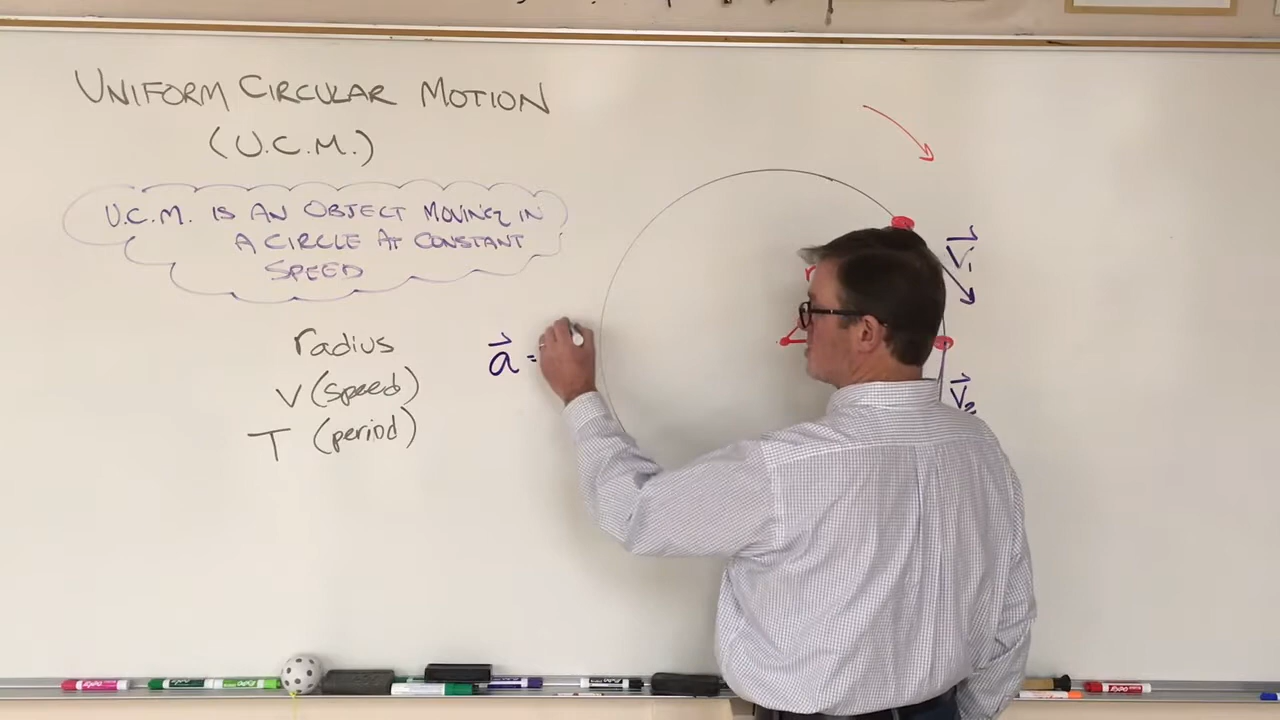 UNIFORM CIRCULAR MOTION
(U.C.M.)
U.C.M. IS AN OBJECT MOVING IN
A CIRCLE AT CONSTANT
SPEED
radius
V (speed)
T (period)
a⃗ =
r
V⃗₁
V⃗₂